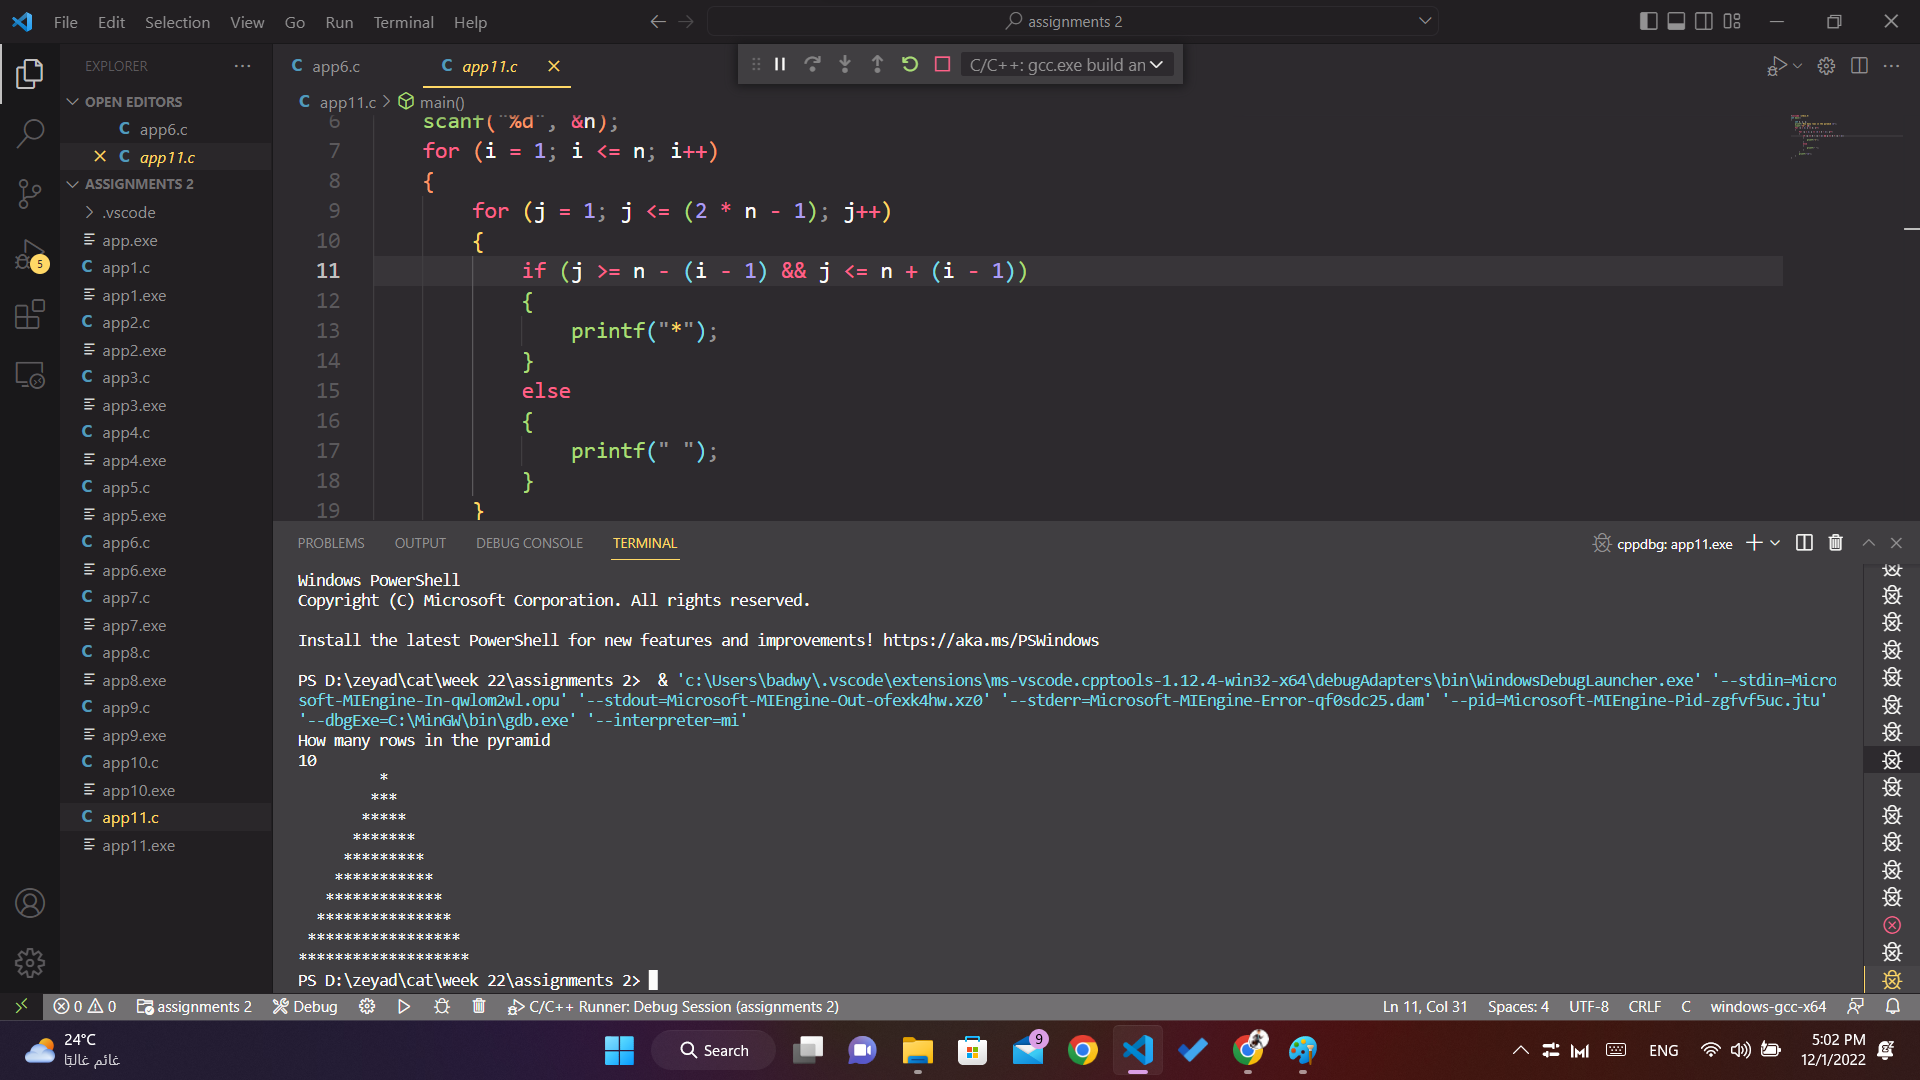 File Edit Selection View Go Run Terminal Help
assignments 2
EXPLORER
OPEN EDITORS
app6.c
app11.c
ASSIGNMENTS 2
.vscode
app.exe
app1.c
app1.exe
app2.c
app2.exe
app3.c
app3.exe
app4.c
app4.exe
app5.c
app5.exe
app6.c
app6.exe
app7.c
app7.exe
app8.c
app8.exe
app9.c
app9.exe
app10.c
app10.exe
app11.c
app11.exe
5
app6.c app11.c
C/C++: gcc.exe build an
app11.c > main()
6 scanf("%d", &n);
7 for (i = 1; i <= n; i++)
8 {
9 for (j = 1; j <= (2 * n - 1); j++)
10 {
11 if (j >= n - (i - 1) && j <= n + (i - 1))
12 {
13 printf("*");
14 }
15 else
16 {
17 printf(" ");
18 }
19 }
PROBLEMS OUTPUT DEBUG CONSOLE TERMINAL
cppdbg: app11.exe
Windows PowerShell
Copyright (C) Microsoft Corporation. All rights reserved.
Install the latest PowerShell for new features and improvements! https://aka.ms/PSWindows
PS D:\zeyad\cat\week 22\assignments 2>  & 'c:\Users\badwy\.vscode\extensions\ms-vscode.cpptools-1.12.4-win32-x64\debugAdapters\bin\WindowsDebugLauncher.exe' '--stdin=Micro
soft-MIEngine-In-qwlom2wl.opu' '--stdout=Microsoft-MIEngine-Out-ofexk4hw.xz0' '--stderr=Microsoft-MIEngine-Error-qf0sdc25.dam' '--pid=Microsoft-MIEngine-Pid-zgfvf5uc.jtu'
'--dbgExe=C:\MinGW\bin\gdb.exe' '--interpreter=mi'
How many rows in the pyramid
10
         *
        ***
       *****
      *******
     *********
    ***********
   *************
  ***************
 *****************
*******************
PS D:\zeyad\cat\week 22\assignments 2>
0 0 assignments 2 Debug C/C++ Runner: Debug Session (assignments 2)
Ln 11, Col 31 Spaces: 4 UTF-8 CRLF C windows-gcc-x64
24°C
غائم غالبًا
Search
9
ENG
5:02 PM
12/1/2022